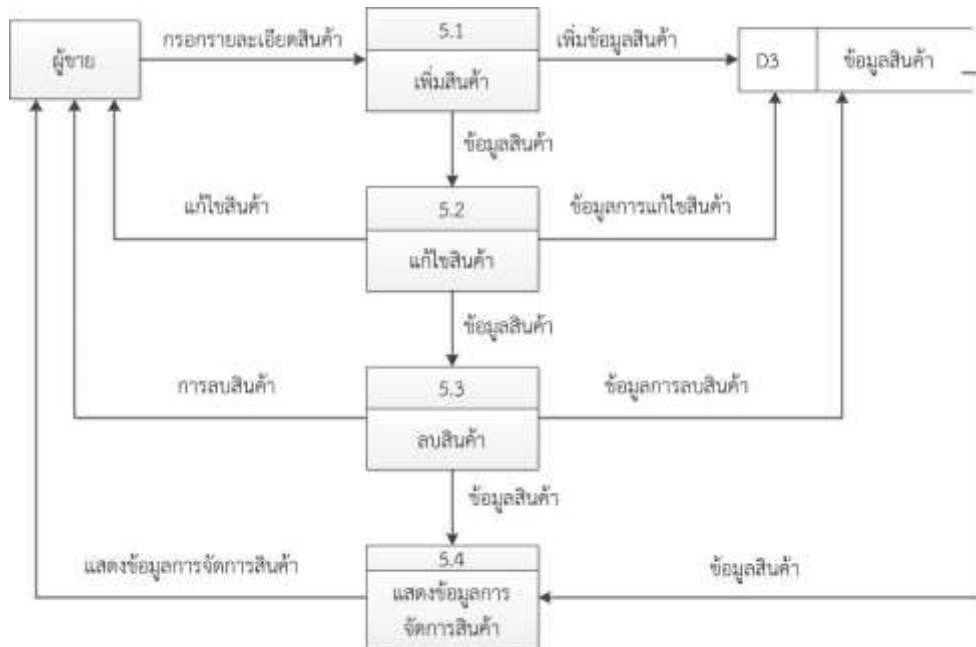 กรอกรายละเอียดสินค้า
5.1
เพิ่มข้อมูลสินค้า
ผู้ขาย
เพิ่มสินค้า
D3
ข้อมูลสินค้า
ข้อมูลสินค้า
แก้ไขสินค้า
5.2
ข้อมูลการแก้ไขสินค้า
แก้ไขสินค้า
ข้อมูลสินค้า
การลบสินค้า
5.3
ข้อมูลการลบสินค้า
ลบสินค้า
ข้อมูลสินค้า
แสดงข้อมูลการจัดการสินค้า
5.4
ข้อมูลสินค้า
แสดงข้อมูลการ
จัดการสินค้า